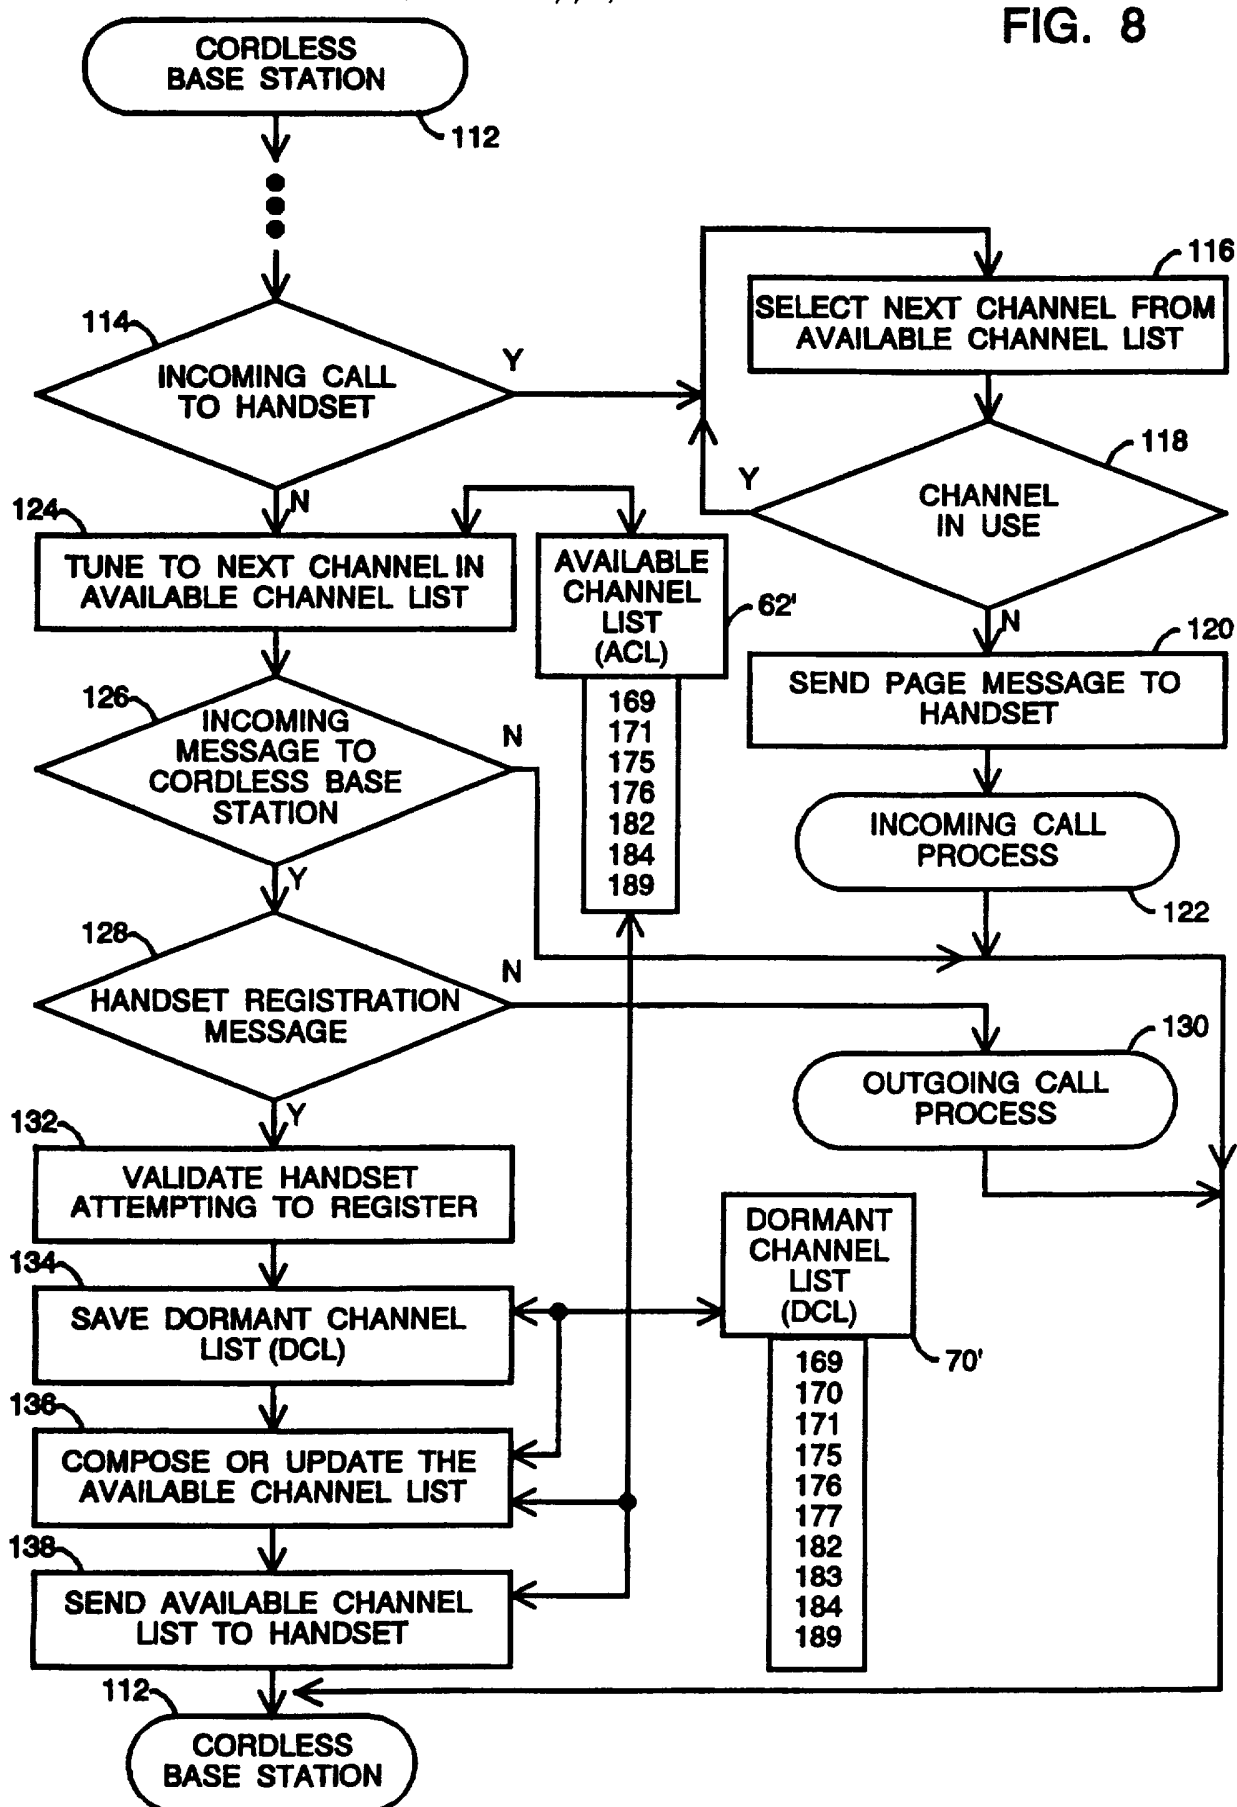 FIG. 8
CORDLESS
BASE STATION
112
114
INCOMING CALL
TO HANDSET
Y
N
116
SELECT NEXT CHANNEL FROM
AVAILABLE CHANNEL LIST
118
CHANNEL
IN USE
Y
N
120
SEND PAGE MESSAGE TO
HANDSET
INCOMING CALL
PROCESS
122
124
TUNE TO NEXT CHANNEL IN
AVAILABLE CHANNEL LIST
AVAILABLE
CHANNEL
LIST
(ACL)
62'
169
171
175
176
182
184
189
126
INCOMING
MESSAGE TO
CORDLESS BASE
STATION
N
Y
128
HANDSET REGISTRATION
MESSAGE
N
Y
130
OUTGOING CALL
PROCESS
132
VALIDATE HANDSET
ATTEMPTING TO REGISTER
134
SAVE DORMANT CHANNEL
LIST (DCL)
DORMANT
CHANNEL
LIST
(DCL)
70'
169
170
171
175
176
177
182
183
184
189
136
COMPOSE OR UPDATE THE
AVAILABLE CHANNEL LIST
138
SEND AVAILABLE CHANNEL
LIST TO HANDSET
112
CORDLESS
BASE STATION